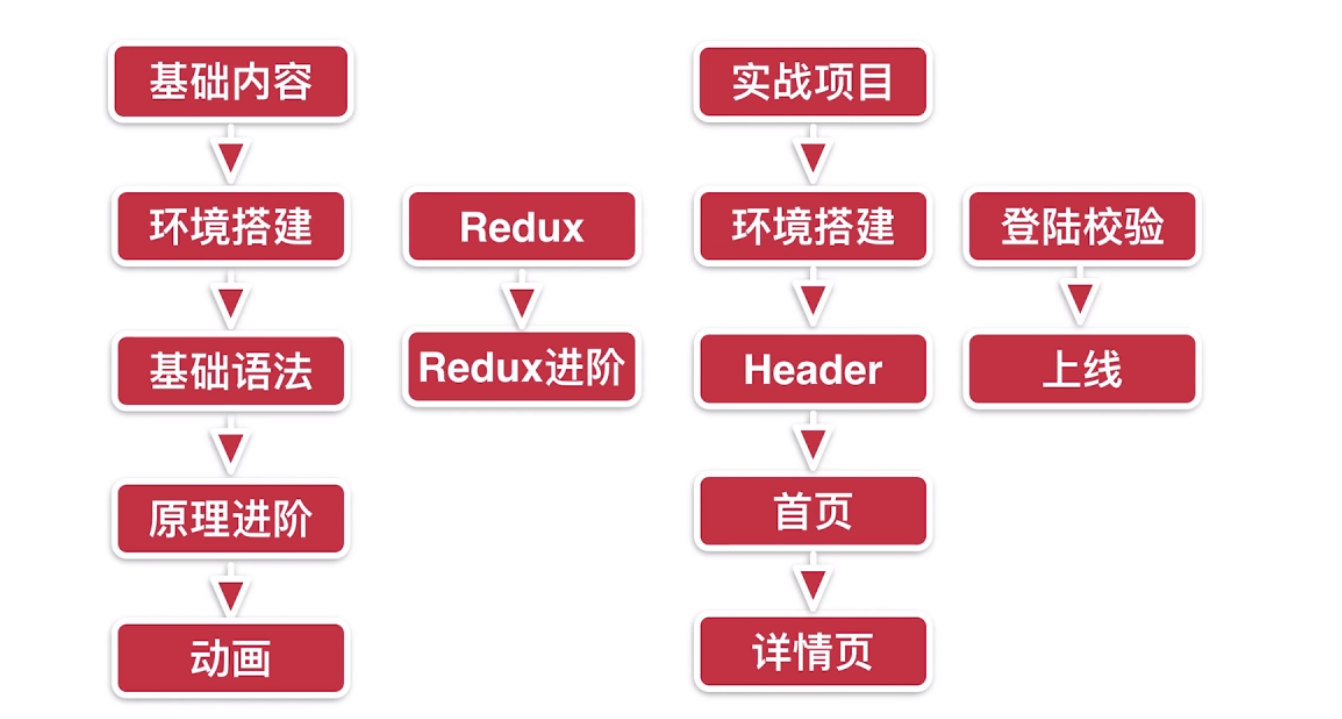 基础内容
环境搭建
基础语法
原理进阶
动画
Redux
Redux进阶
实战项目
环境搭建
Header
首页
详情页
登陆校验
上线